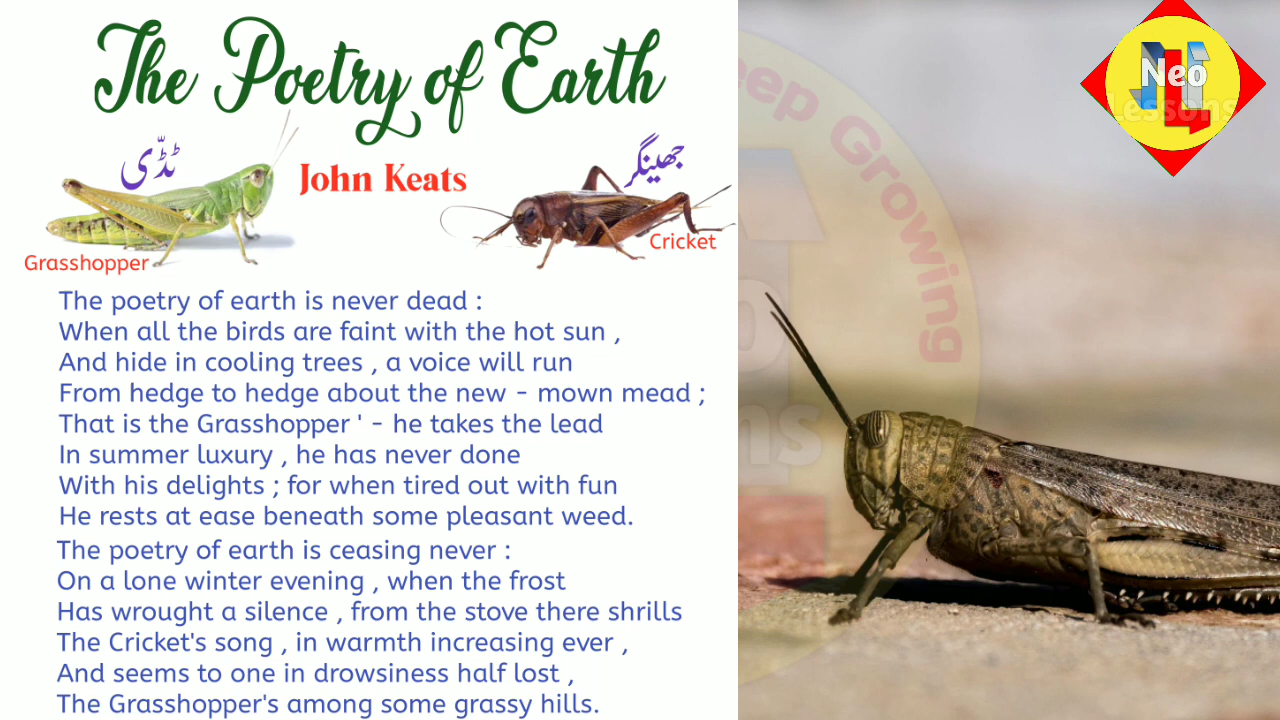 The Poetry of Earth
ٹڈّی
John Keats
جھینگر
Grasshopper
Cricket
The poetry of earth is never dead :
When all the birds are faint with the hot sun ,
And hide in cooling trees , a voice will run
From hedge to hedge about the new - mown mead ;
That is the Grasshopper ' - he takes the lead
In summer luxury , he has never done
With his delights ; for when tired out with fun
He rests at ease beneath some pleasant weed.
The poetry of earth is ceasing never :
On a lone winter evening , when the frost
Has wrought a silence , from the stove there shrills
The Cricket's song , in warmth increasing ever ,
And seems to one in drowsiness half lost ,
The Grasshopper's among some grassy hills.
Neo
Lessons
Growing